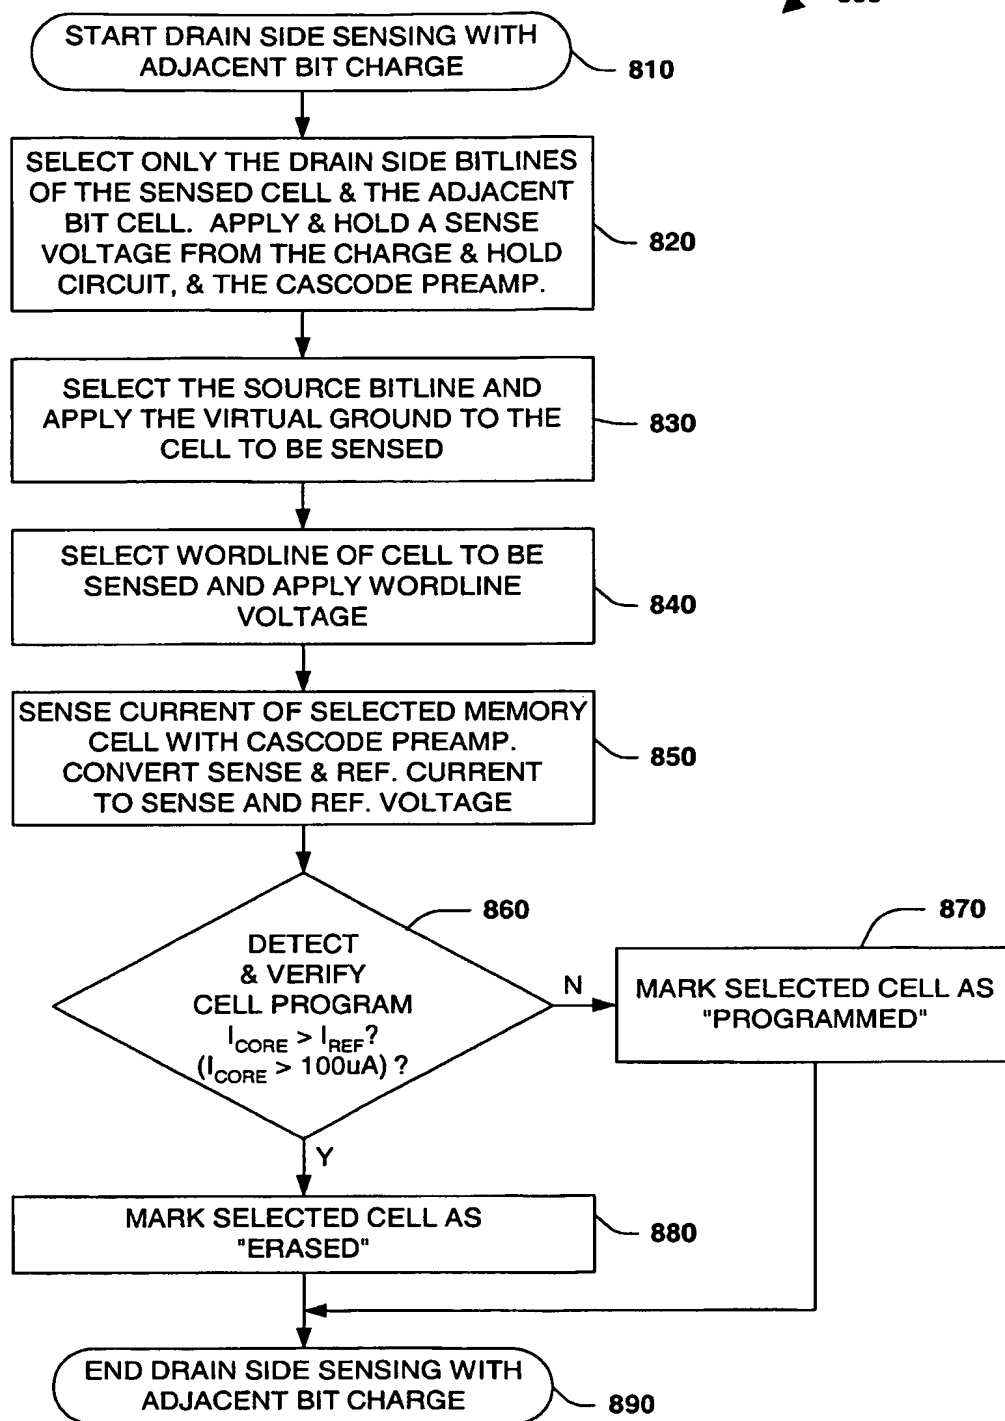 START DRAIN SIDE SENSING WITH
ADJACENT BIT CHARGE
810
SELECT ONLY THE DRAIN SIDE BITLINES
OF THE SENSED CELL & THE ADJACENT
BIT CELL. APPLY & HOLD A SENSE
VOLTAGE FROM THE CHARGE & HOLD
CIRCUIT, & THE CASCODE PREAMP.
820
SELECT THE SOURCE BITLINE AND
APPLY THE VIRTUAL GROUND TO THE
CELL TO BE SENSED
830
SELECT WORDLINE OF CELL TO BE
SENSED AND APPLY WORDLINE
VOLTAGE
840
SENSE CURRENT OF SELECTED MEMORY
CELL WITH CASCODE PREAMP.
CONVERT SENSE & REF. CURRENT
TO SENSE AND REF. VOLTAGE
850
DETECT
& VERIFY
CELL PROGRAM
I_CORE > I_REF?
(I_CORE > 100uA) ?
860
N
870
MARK SELECTED CELL AS
"PROGRAMMED"
Y
MARK SELECTED CELL AS
"ERASED"
880
END DRAIN SIDE SENSING WITH
ADJACENT BIT CHARGE
890